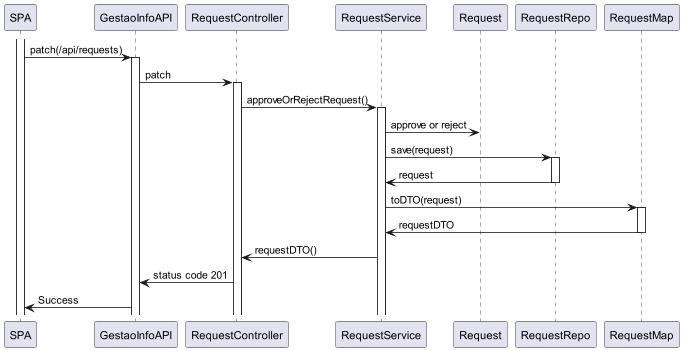 SPA GestaoInfoAPI RequestController RequestService Request RequestRepo RequestMap
patch(/api/requests)
patch
approveOrRejectRequest()
approve or reject
save(request)
request
toDTO(request)
requestDTO
requestDTO()
status code 201
Success
SPA GestaoInfoAPI RequestController RequestService Request RequestRepo RequestMap